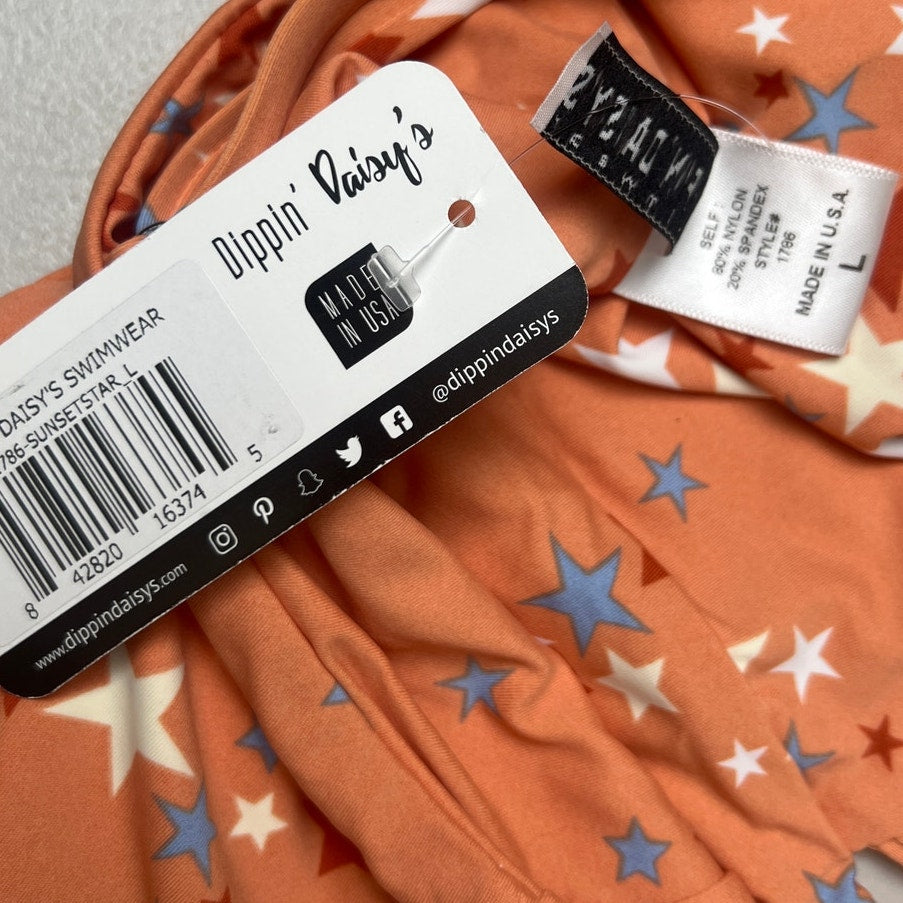 Dippin' Daisy's
MADE
IN USA
DAISY'S SWIMWEAR
786-SUNSETSTAR_L
8 42820 16374 5
www.dippindaisys.com
@dippindaisys
SELF :
80% NYLON
20% SPANDEX
STYLE#
1786
MADE IN U.S.A.
L